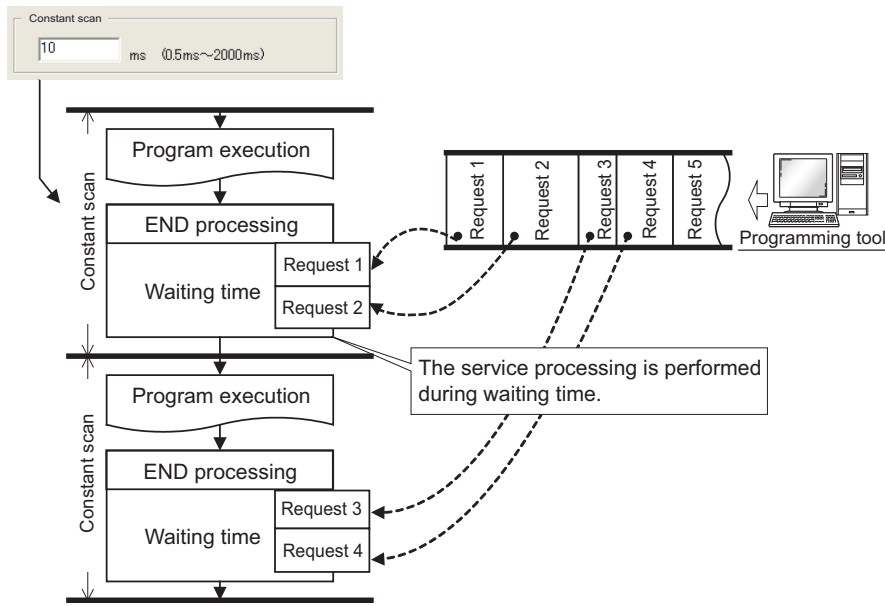 Constant scan
10 ms (0.5ms～2000ms)
Constant scan
Program execution
END processing
Waiting time
Request 1
Request 2
Request 1
Request 2
Request 3
Request 4
Request 5
Programming tool
The service processing is performed
during waiting time.
Constant scan
Program execution
END processing
Waiting time
Request 3
Request 4